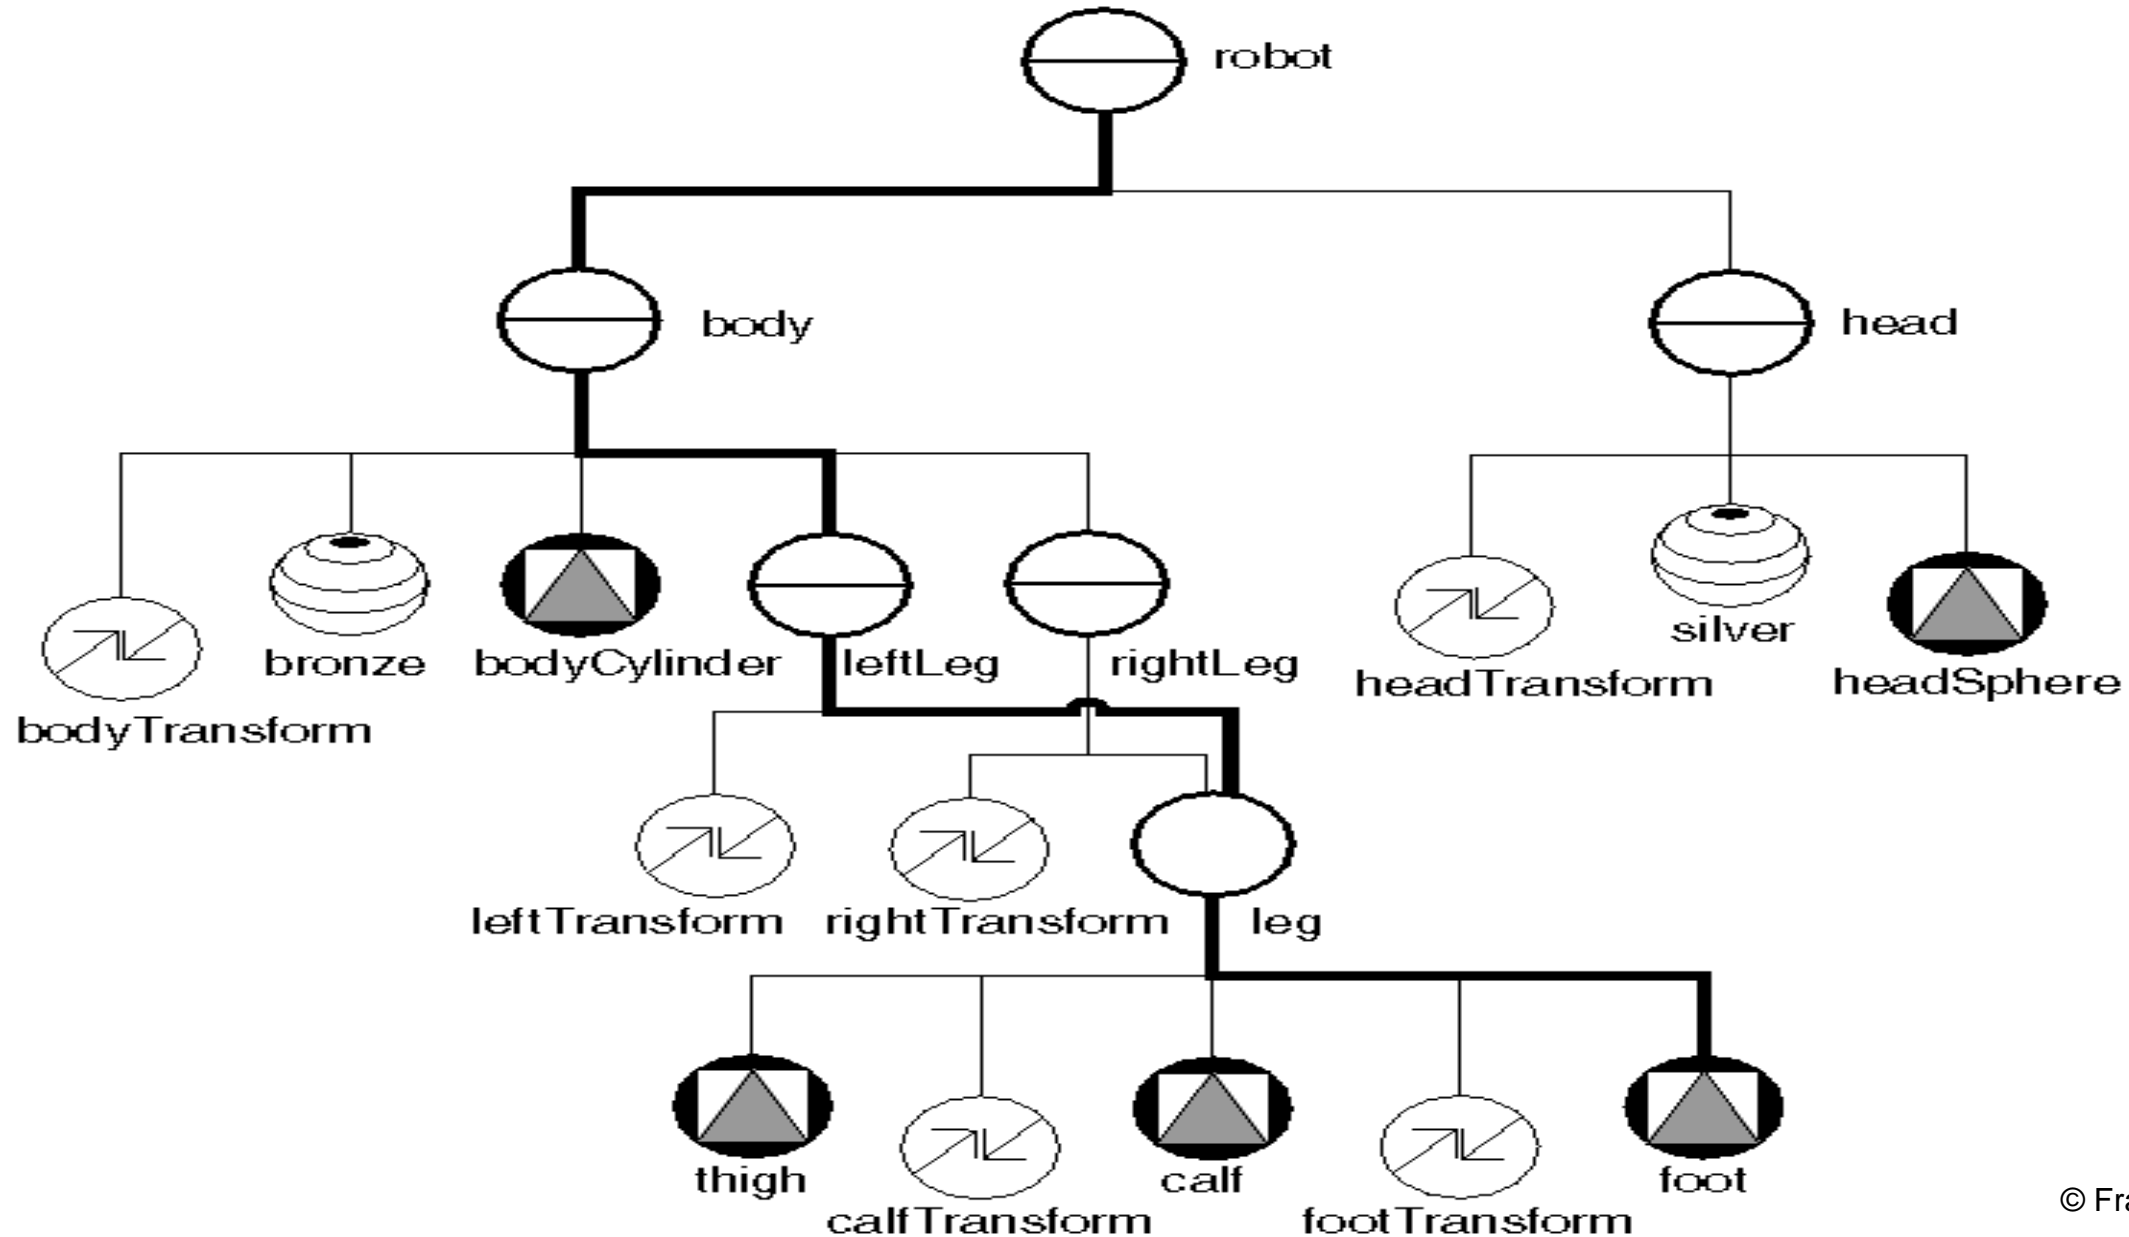 robot
body
head
bronze
bodyCylinder
leftLeg
rightLeg
silver
headTransform
headSphere
bodyTransform
leftTransform
rightTransform
leg
thigh
calf
foot
calfTransform
footTransform
© Fra